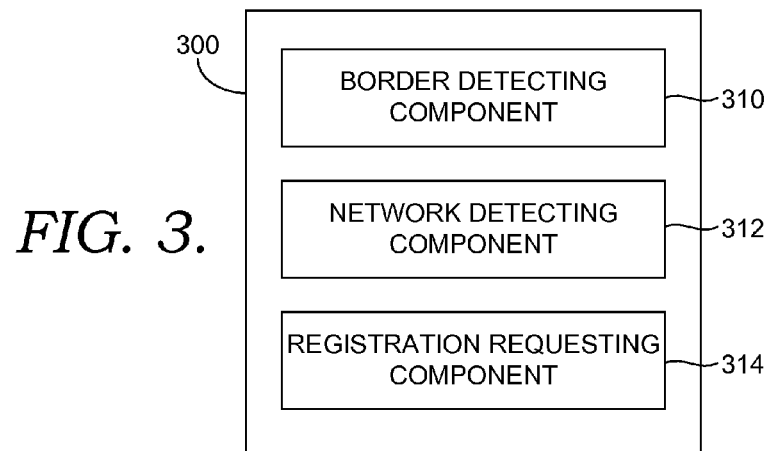 300
BORDER DETECTING
COMPONENT
310
FIG. 3.
NETWORK DETECTING
COMPONENT
312
REGISTRATION REQUESTING
COMPONENT
314